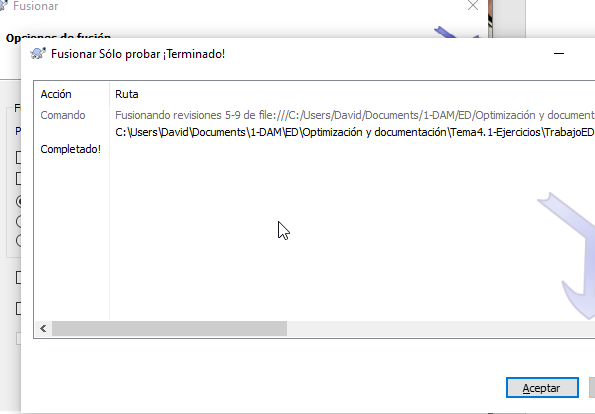 Fusionar
Opciones de fusión
Fusionar Sólo probar ¡Terminado!
Acción Ruta
Comando Fusionando revisiones 5-9 de file:///C:/Users/David/Documents/1-DAM/ED/Optimización y document
C:\Users\David\Documents\1-DAM\ED\Optimización y documentación\Tema4.1-Ejercicios\TrabajoED
Completado!
Aceptar